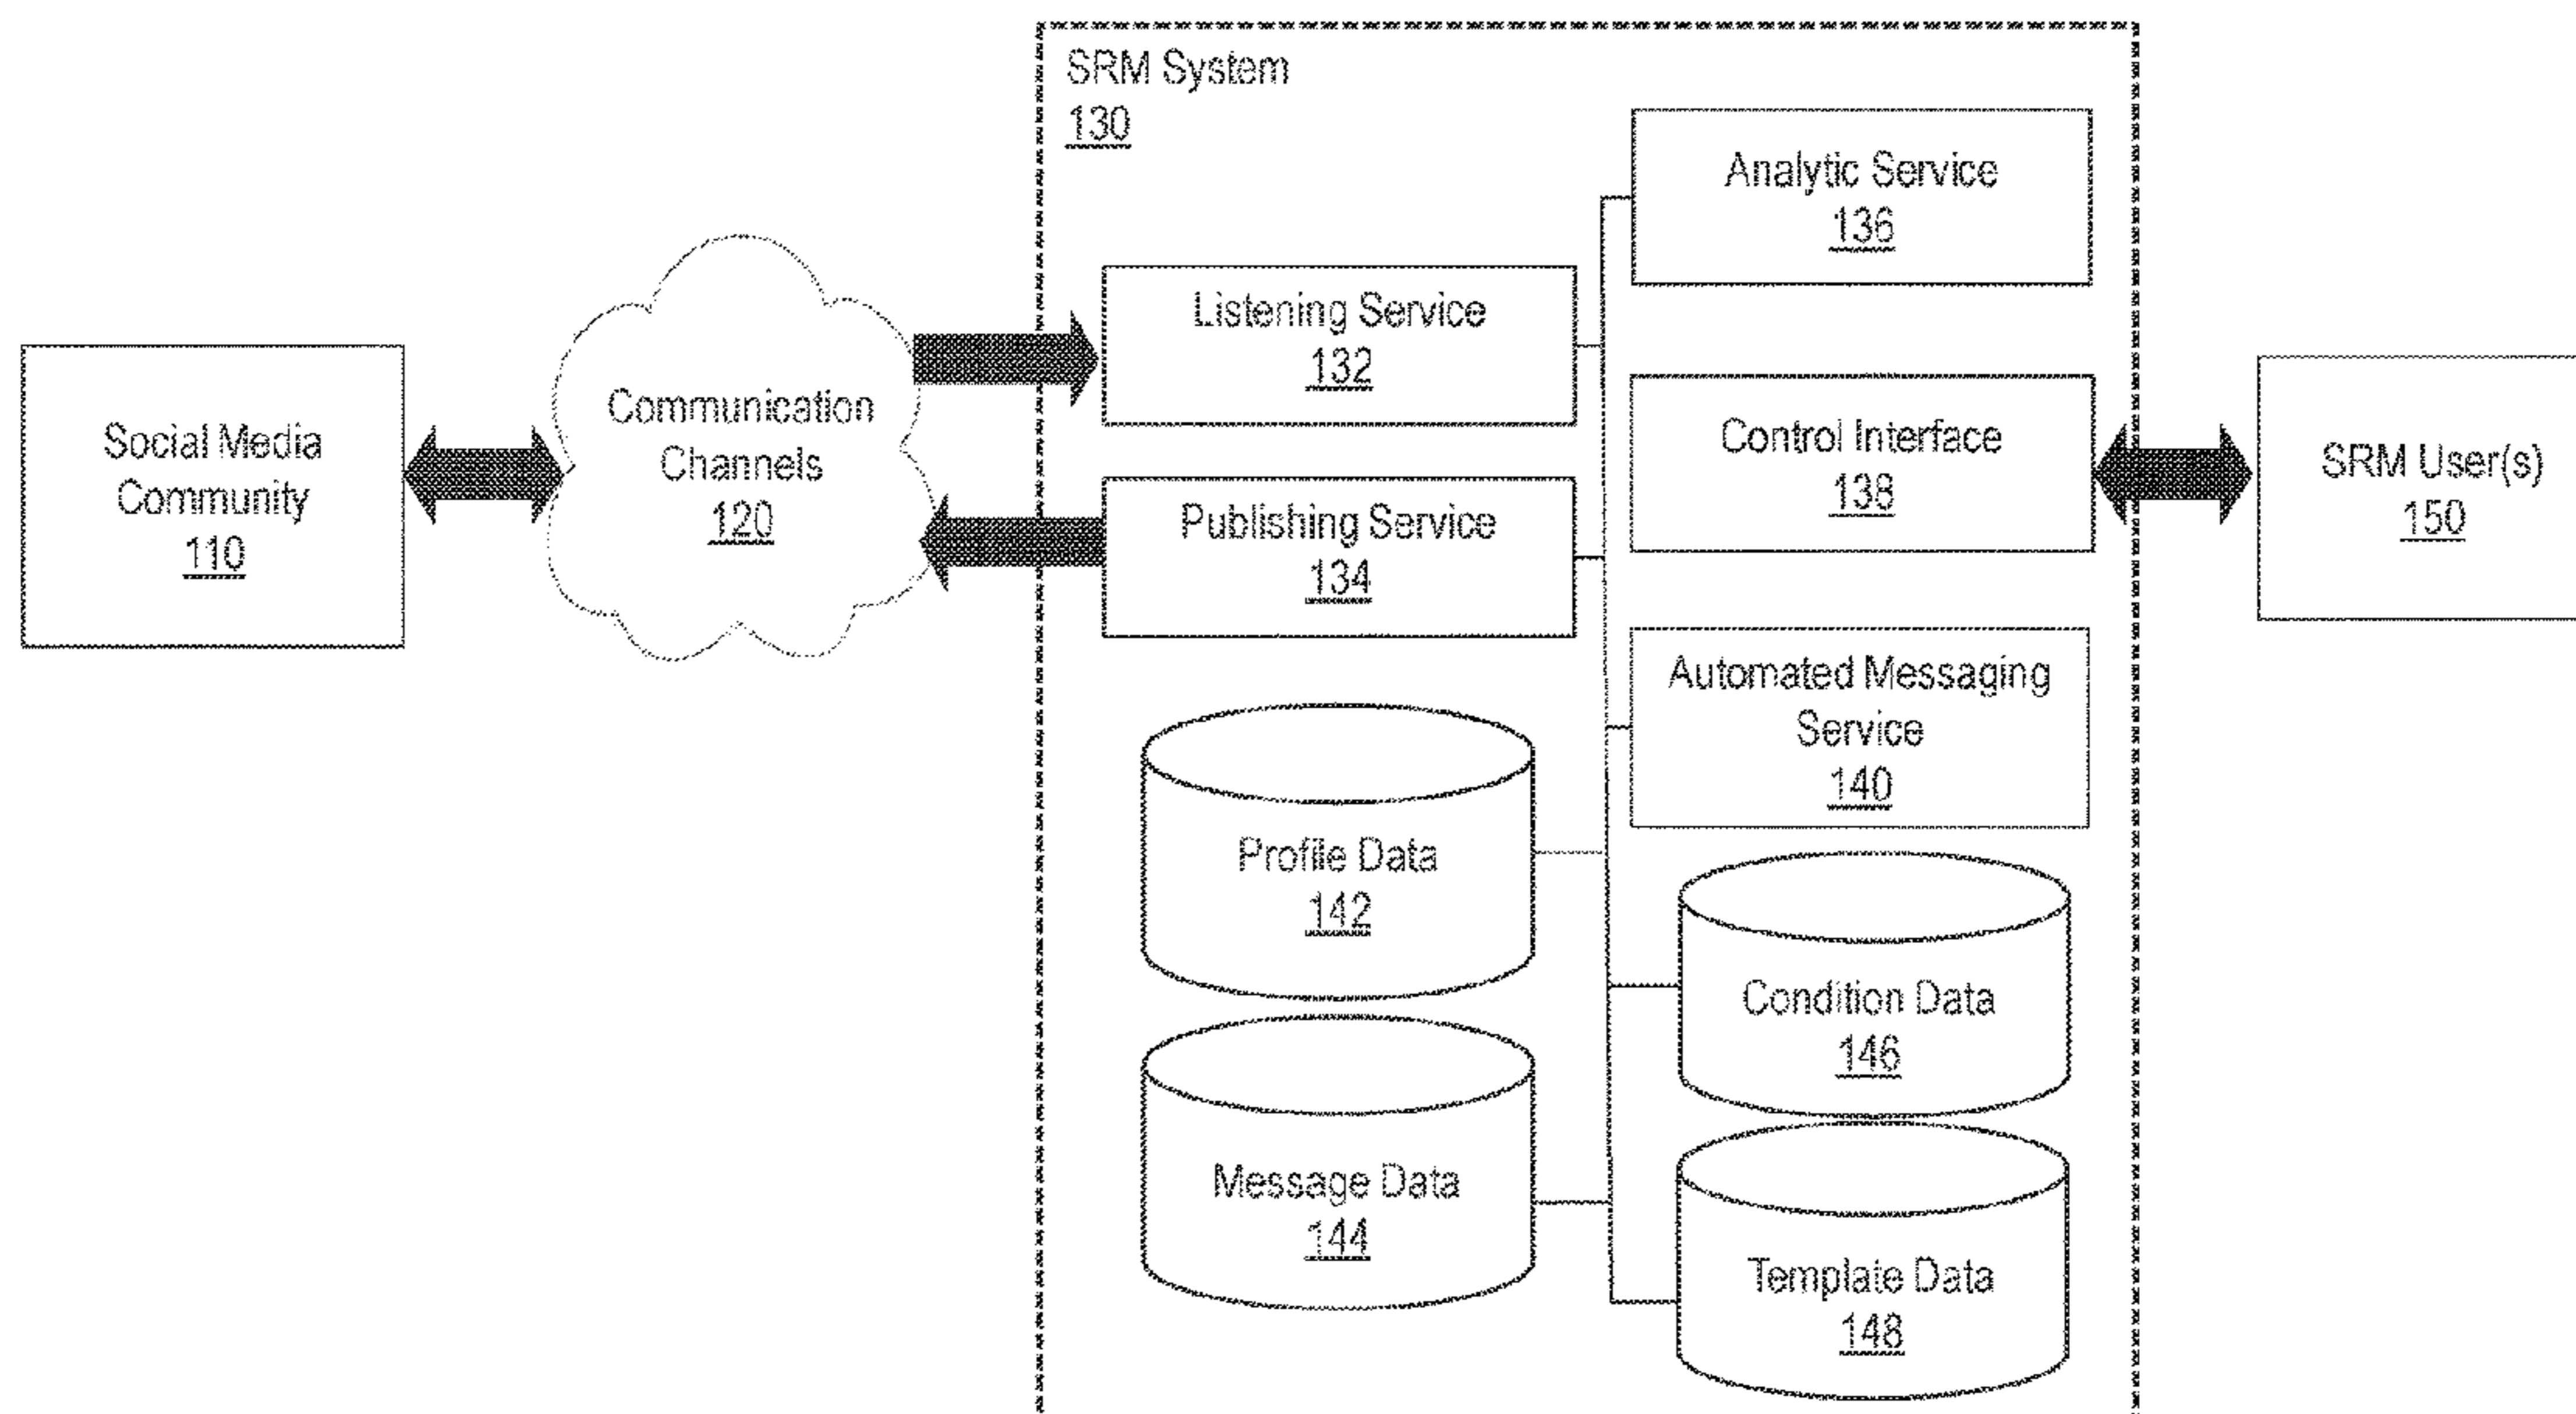 SRM System
130
Analytic Service
136
Listening Service
132
Communication
Channels
120
Social Media
Community
110
Control Interface
138
SRM User(s)
150
Publishing Service
134
Automated Messaging
Service
140
Profile Data
142
Condition Data
146
Message Data
144
Template Data
148